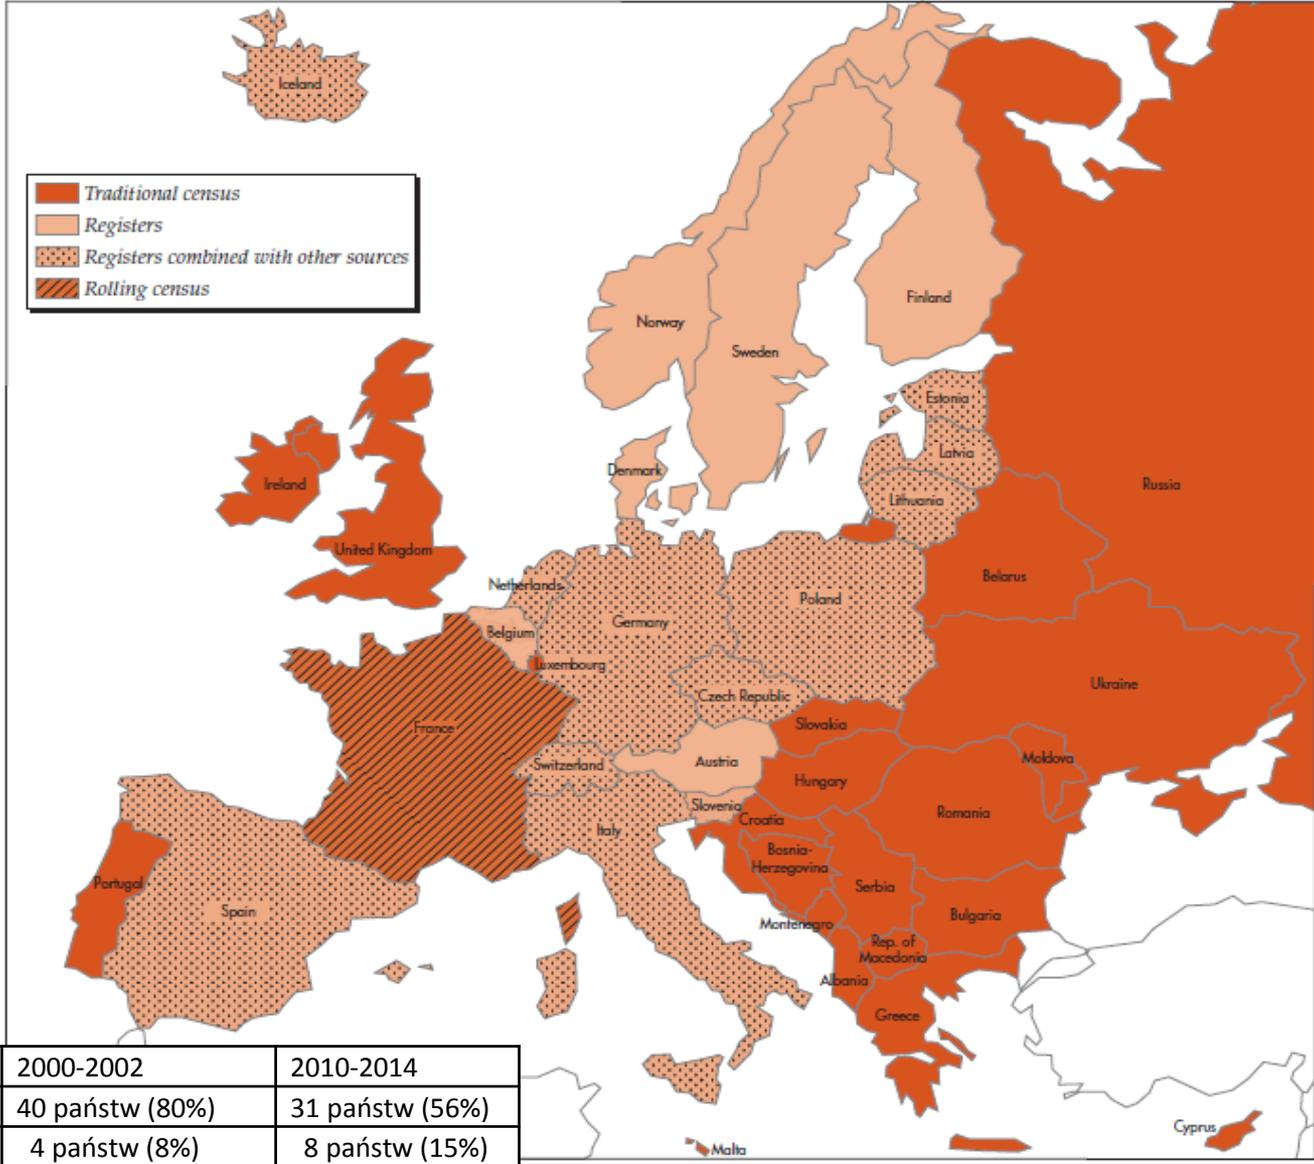 Iceland
Traditional census
Registers
Registers combined with other sources
Rolling census
Finland
Norway
Sweden
Estonia
Latvia
Denmark
Ireland
Russia
Lithuania
United Kingdom
Belarus
Netherlands
Poland
Germany
Belgium
Luxembourg
Ukraine
Czech Republic
Slovakia
France
Moldova
Austria
Switzerland
Hungary
Slovenia
Romania
Croatia
Italy
Bosnia-
Herzegovina
Portugal
Serbia
Spain
Bulgaria
Montenegro
Rep. of
Macedonia
Albania
Greece
2000-2002 2010-2014
40 państw (80%) 31 państw (56%)
4 państw (8%) 8 państw (15%)
Cyprus
Malta